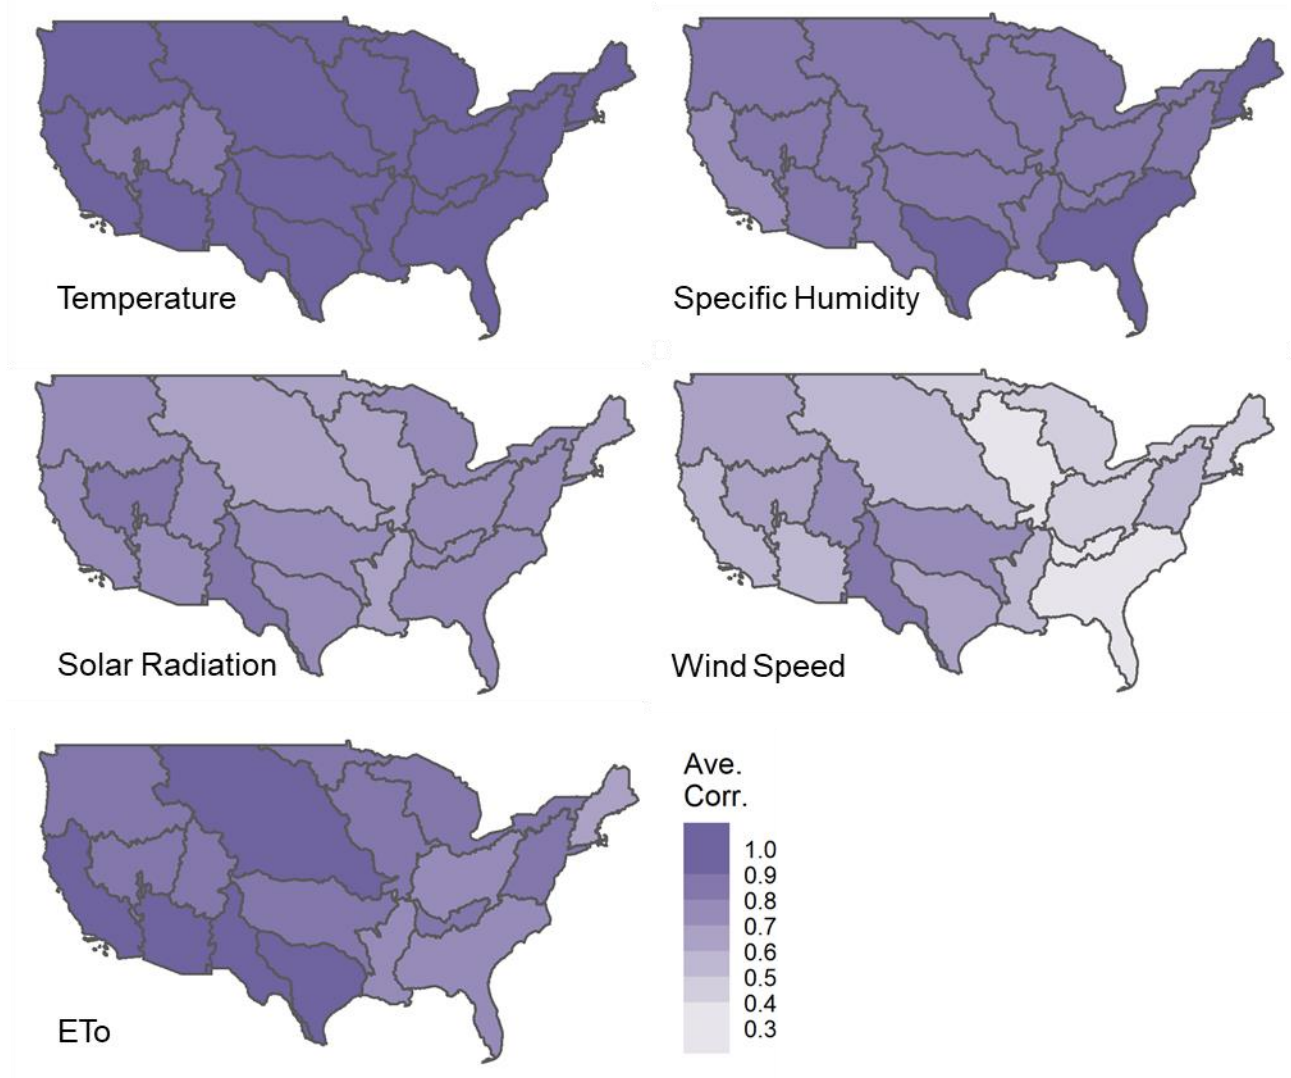 Temperature
Specific Humidity
Solar Radiation
Wind Speed
ETo
Ave.
Corr.
1.0
0.9
0.8
0.7
0.6
0.5
0.4
0.3